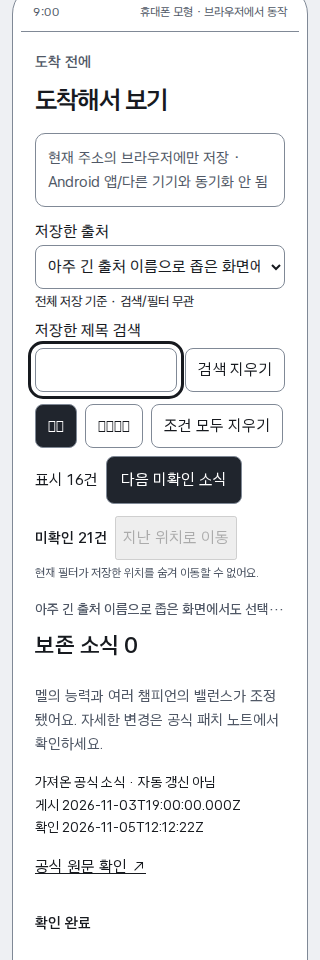 9:00
휴대폰 모형 · 브라우저에서 동작
도착 전에
도착해서 보기
현재 주소의 브라우저에만 저장 ·
Android 앱/다른 기기와 동기화 안 됨
저장한 출처
아주 긴 출처 이름으로 좁은 화면에
전체 저장 기준 · 검색/필터 무관
저장한 제목 검색
검색 지우기
조건 모두 지우기
표시 16건
다음 미확인 소식
미확인 21건
지난 위치로 이동
현재 필터가 저장한 위치를 숨겨 이동할 수 없어요.
아주 긴 출처 이름으로 좁은 화면에서도 선택…
보존 소식 0
멜의 능력과 여러 챔피언의 밸런스가 조정
됐어요. 자세한 변경은 공식 패치 노트에서
확인하세요.
가져온 공식 소식 · 자동 갱신 아님
게시 2026-11-03T19:00:00.000Z
확인 2026-11-05T12:12:22Z
공식 원문 확인 ↗
확인 완료